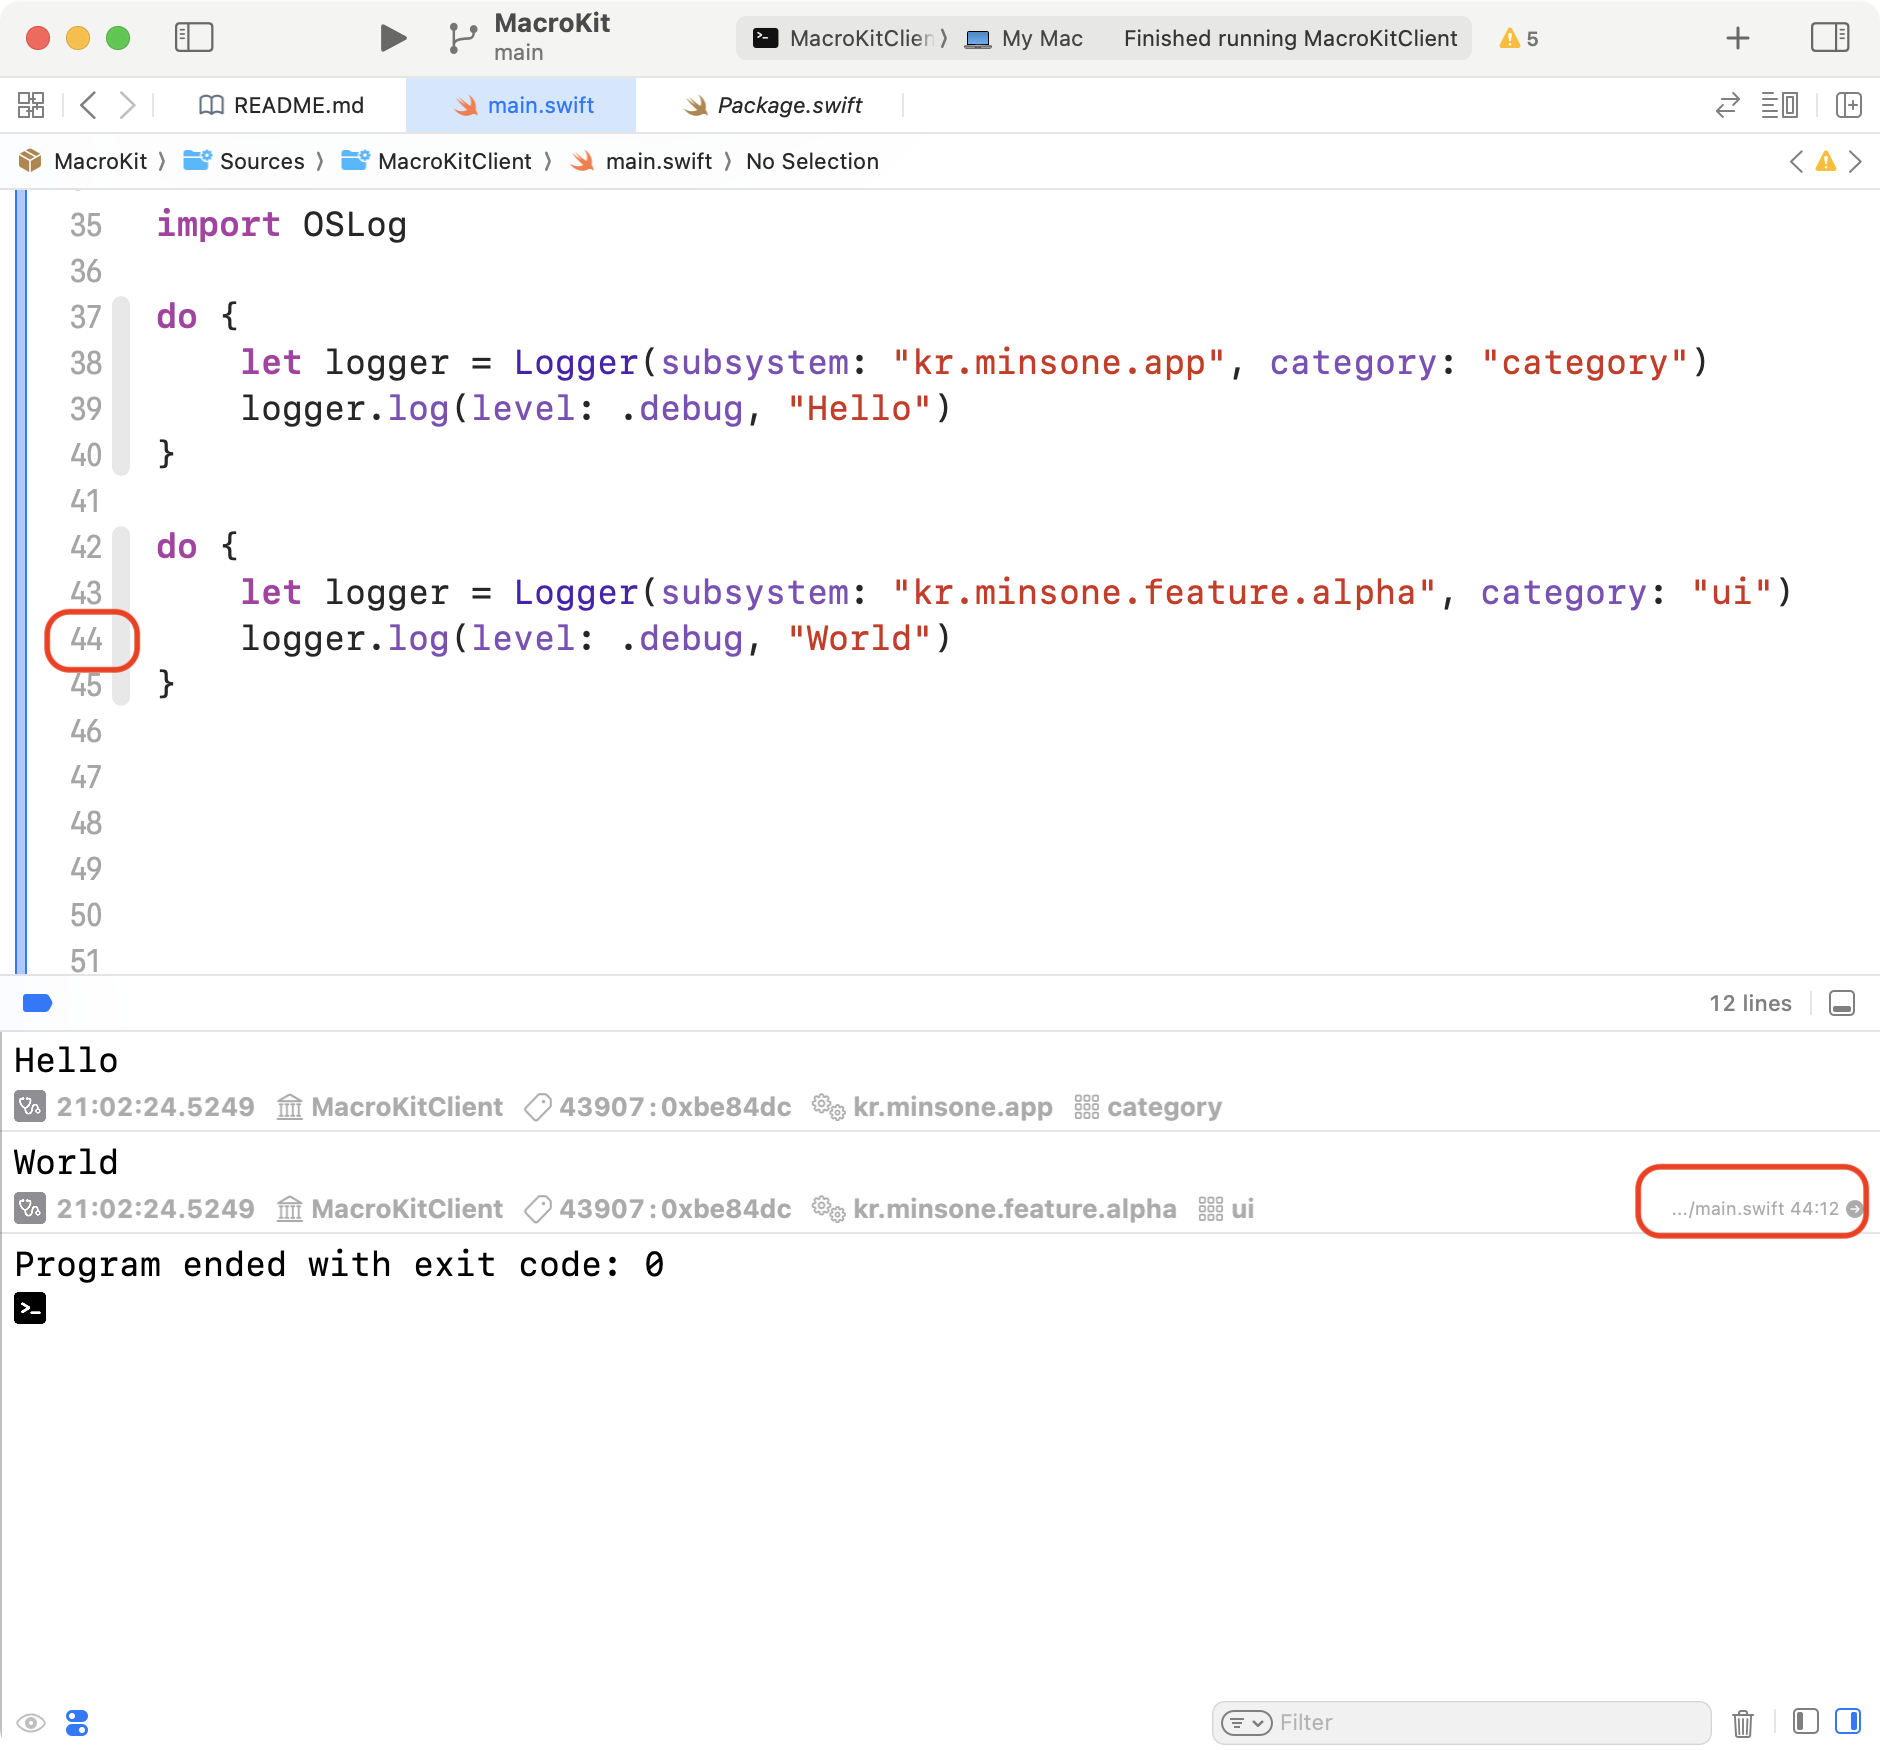 MacroKit
main
MacroKitClien 〉 My Mac Finished running MacroKitClient 5
README.md main.swift Package.swift
MacroKit 〉 Sources 〉 MacroKitClient 〉 main.swift 〉 No Selection
35 import OSLog
36
37 do {
38     let logger = Logger(subsystem: "kr.minsone.app", category: "category")
39     logger.log(level: .debug, "Hello")
40 }
41
42 do {
43     let logger = Logger(subsystem: "kr.minsone.feature.alpha", category: "ui")
44     logger.log(level: .debug, "World")
45 }
46
47
48
49
50
51
12 lines
Hello
21:02:24.5249 MacroKitClient 43907:0xbe84dc kr.minsone.app category
World
21:02:24.5249 MacroKitClient 43907:0xbe84dc kr.minsone.feature.alpha ui .../main.swift 44:12
Program ended with exit code: 0
Filter